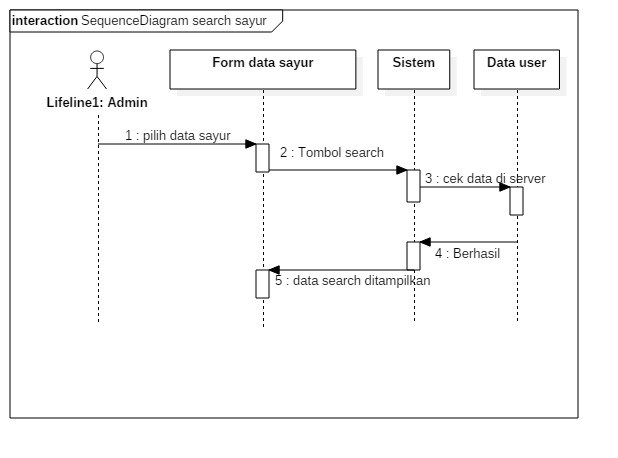 interaction SequenceDiagram search sayur
Form data sayur
Sistem
Data user
Lifeline1: Admin
1 : pilih data sayur
2 : Tombol search
3 : cek data di server
4 : Berhasil
5 : data search ditampilkan